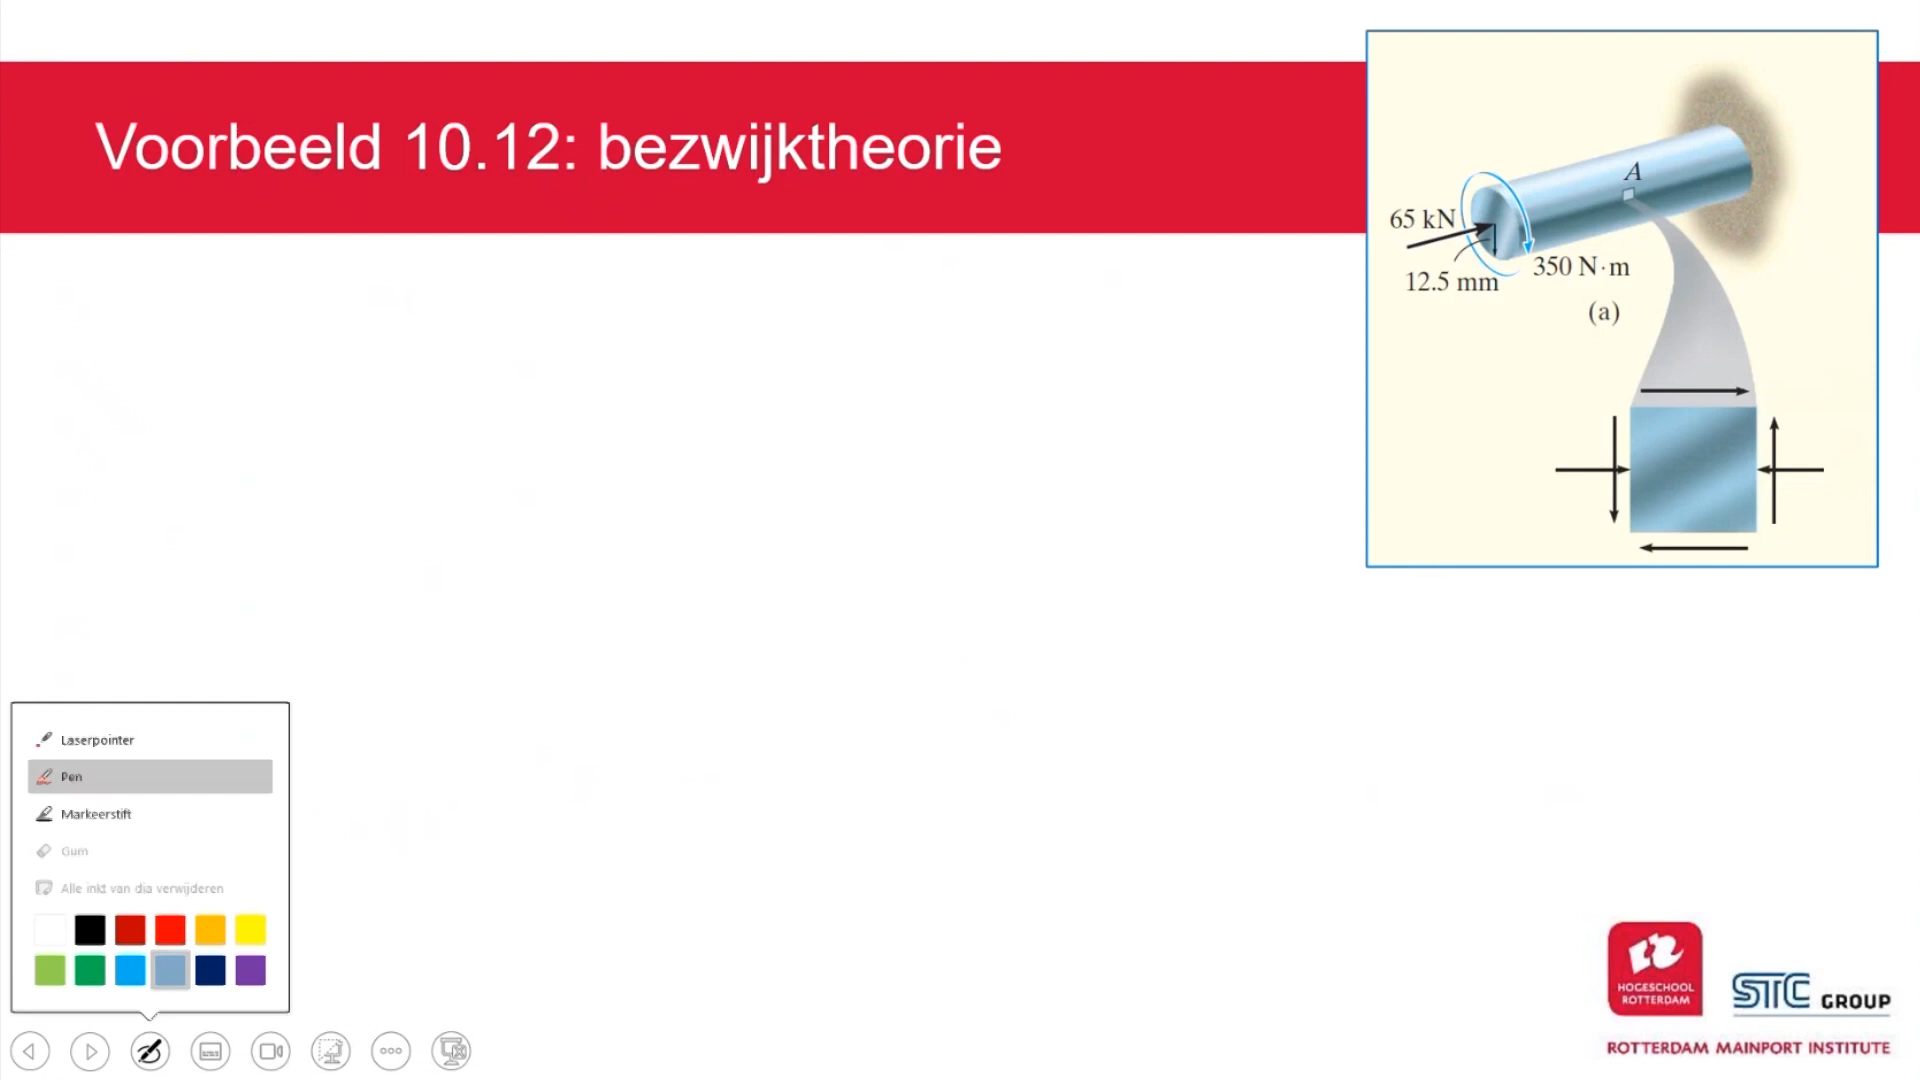 Voorbeeld 10.12: bezwijktheorie
A
65 kN
12.5 mm
350 N·m
(a)
Laserpointer
Pen
Markeerstift
Gum
Alle inkt van dia verwijderen
HOGESCHOOL
ROTTERDAM
STC GROUP
ROTTERDAM MAINPORT INSTITUTE